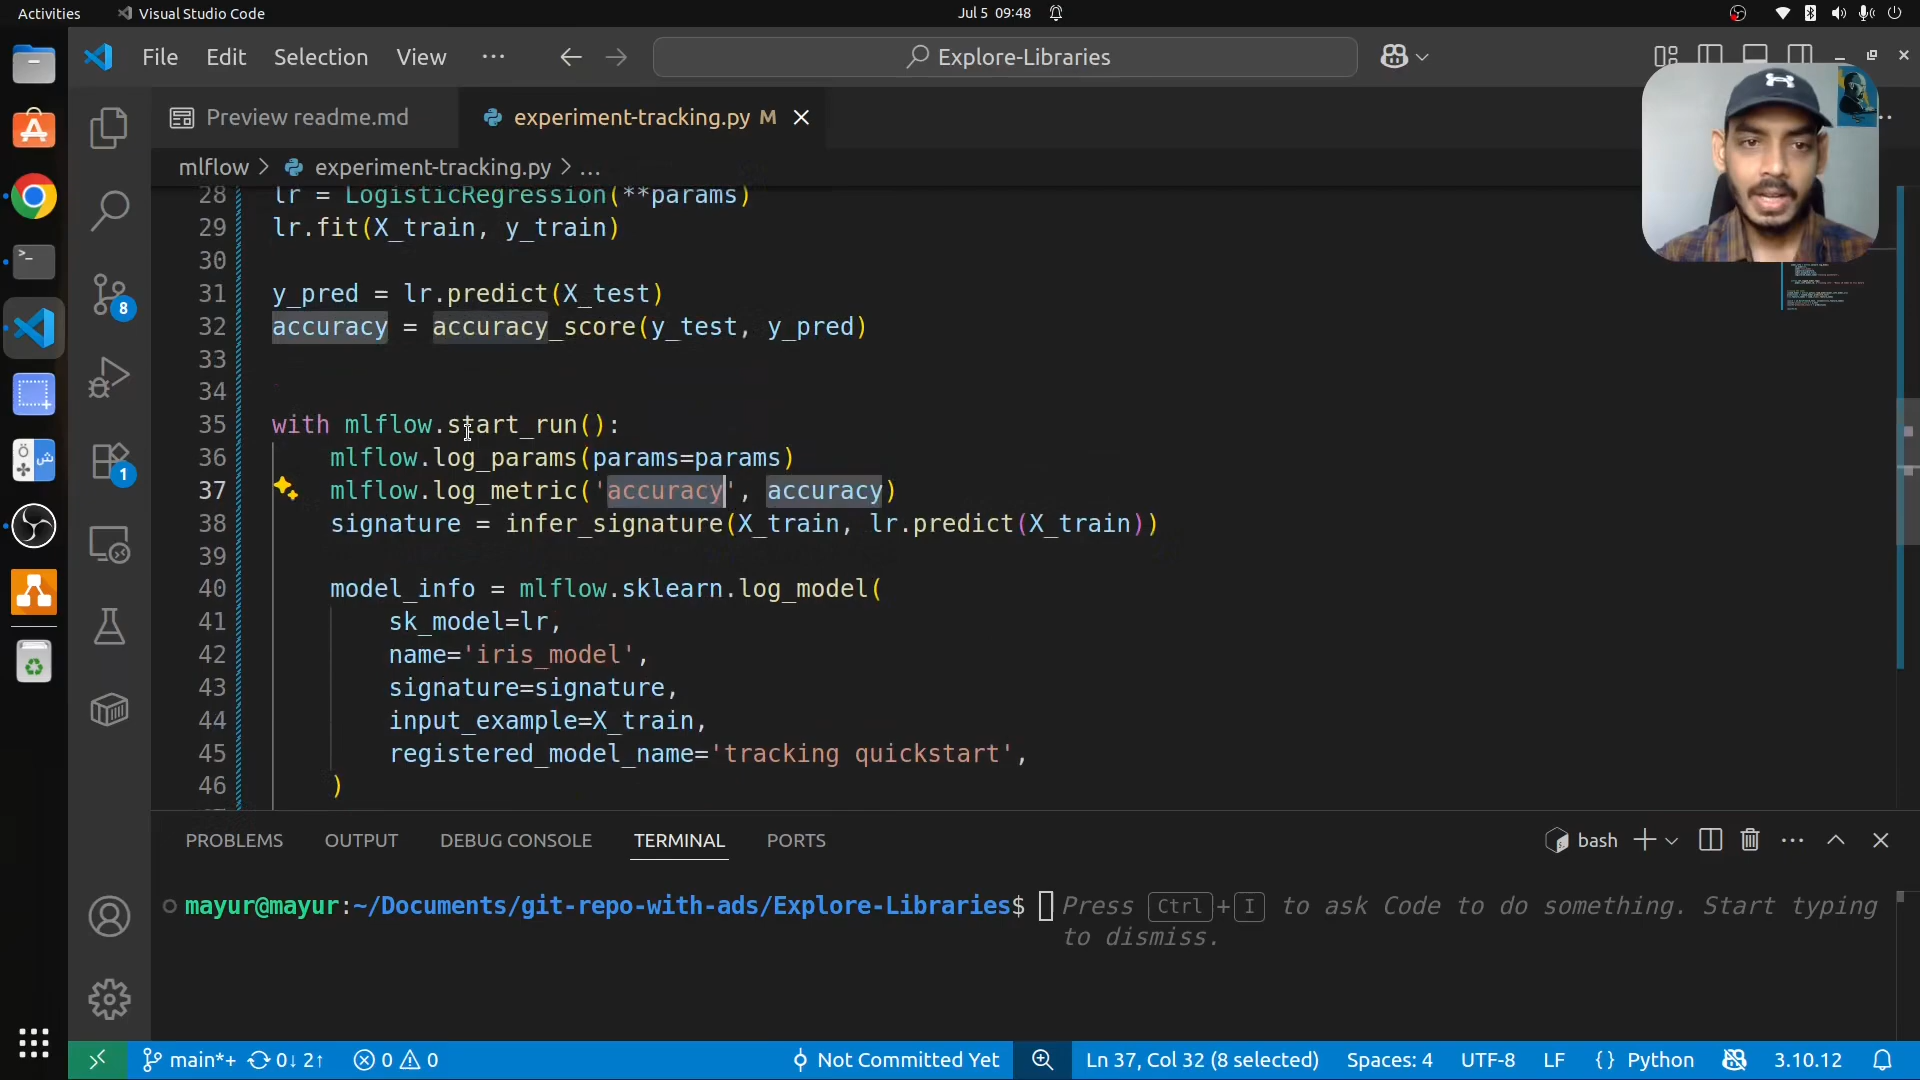 Activities
Visual Studio Code
Jul 5 09:48
File Edit Selection View ...
Explore-Libraries
Preview readme.md
experiment-tracking.py M
mlflow > experiment-tracking.py > ...
28 lr = LogisticRegression(**params)
29 lr.fit(X_train, y_train)
30
31 y_pred = lr.predict(X_test)
32 accuracy = accuracy_score(y_test, y_pred)
33
34
35 with mlflow.start_run():
36 mlflow.log_params(params=params)
37 mlflow.log_metric('accuracy', accuracy)
38 signature = infer_signature(X_train, lr.predict(X_train))
39
40 model_info = mlflow.sklearn.log_model(
41 sk_model=lr,
42 name='iris_model',
43 signature=signature,
44 input_example=X_train,
45 registered_model_name='tracking quickstart',
46 )
8
1
PROBLEMS OUTPUT DEBUG CONSOLE TERMINAL PORTS
bash
mayur@mayur:~/Documents/git-repo-with-ads/Explore-Libraries$ Press Ctrl+I to ask Code to do something. Start typing
to dismiss.
main*+ 0↓ 2↑ 0 0 Not Committed Yet Ln 37, Col 32 (8 selected) Spaces: 4 UTF-8 LF {} Python 3.10.12